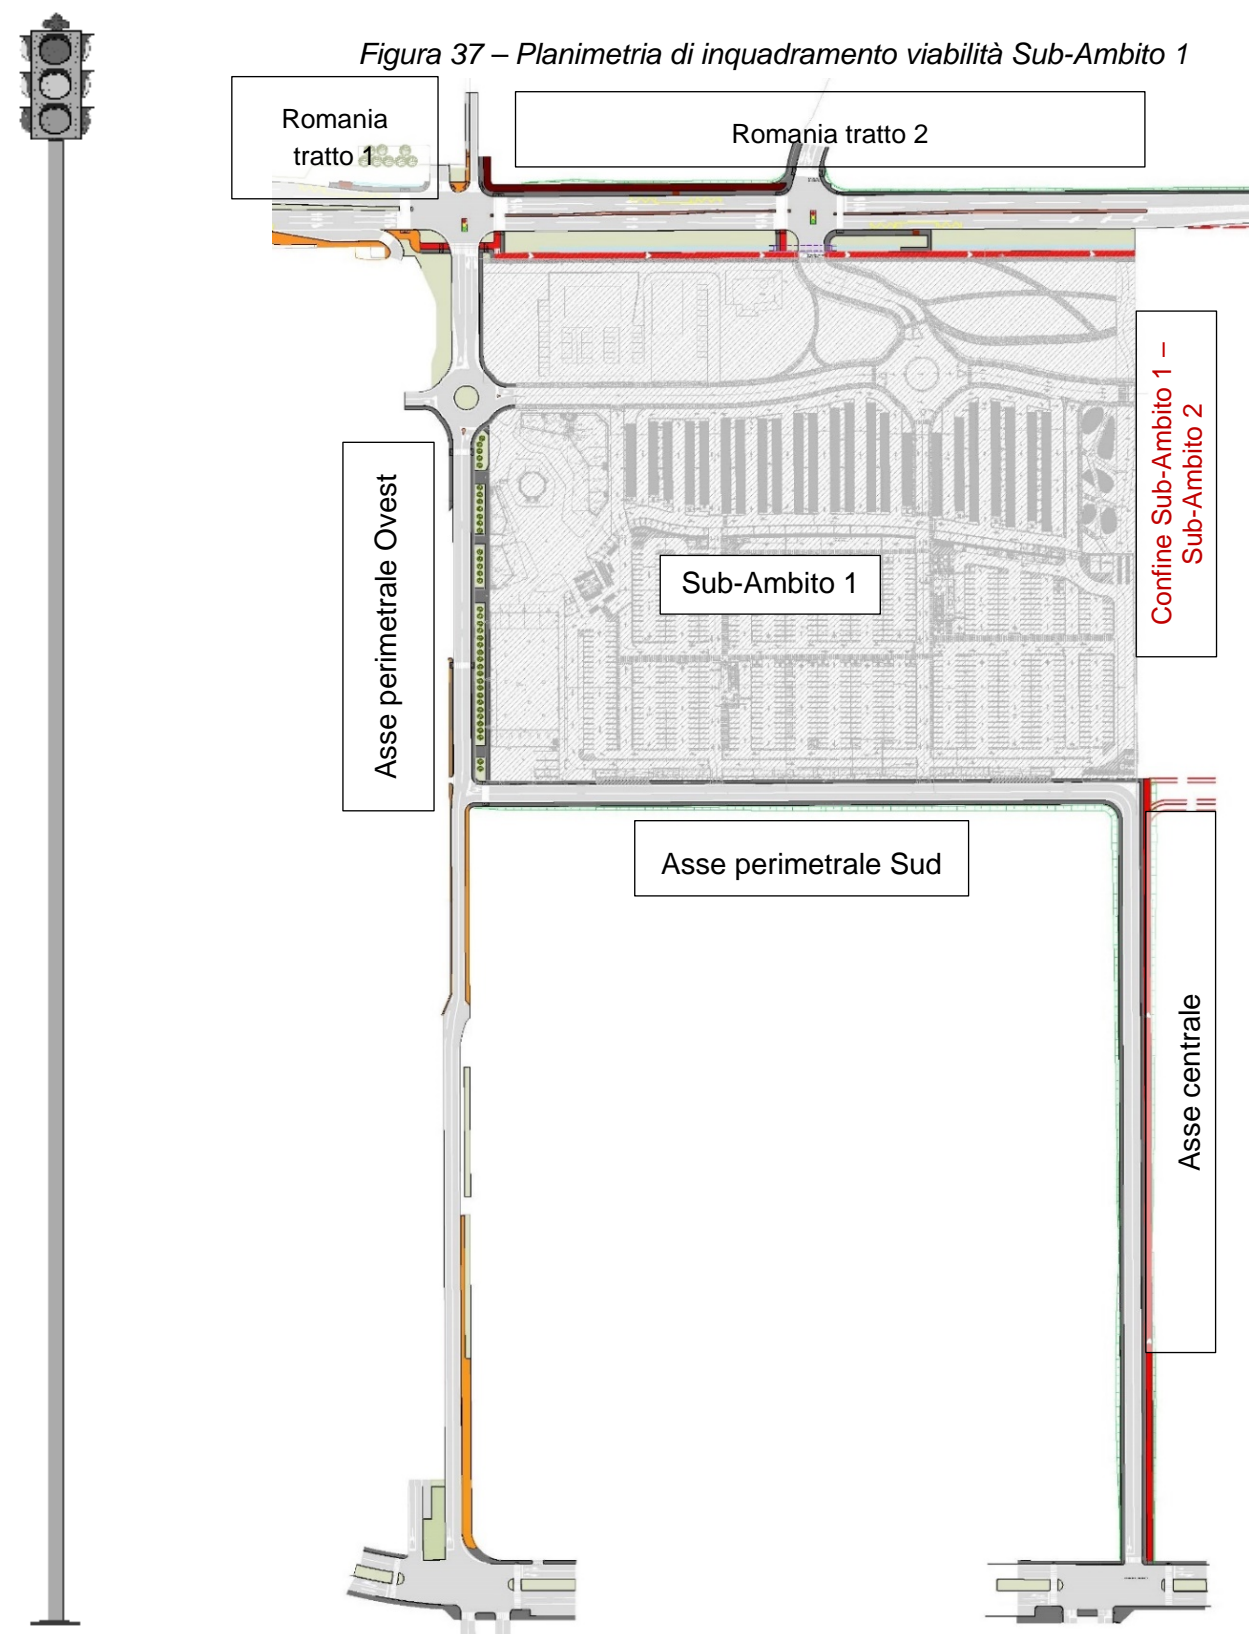 Figura 37 – Planimetria di inquadramento viabilità Sub-Ambito 1
Romania
tratto 1
Romania tratto 2
Confine Sub-Ambito 1 –
Sub-Ambito 2
Asse perimetrale Ovest
Sub-Ambito 1
Asse perimetrale Sud
Asse centrale